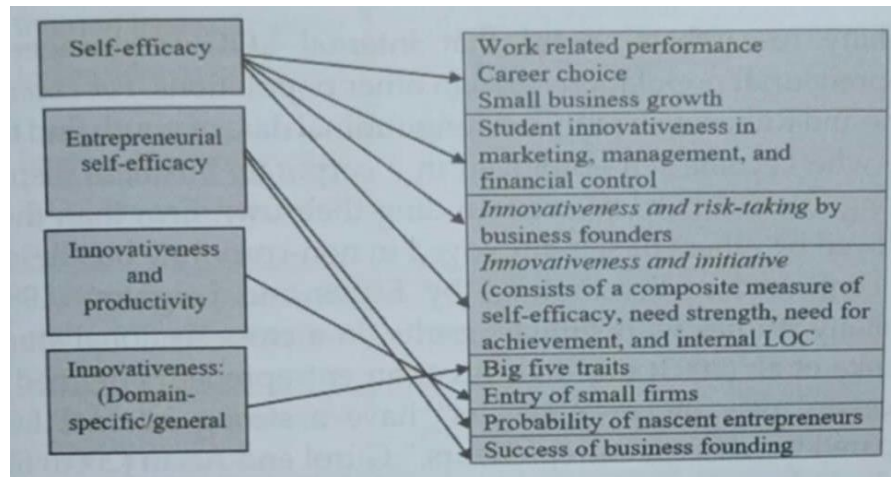 Self-efficacy
Entrepreneurial
self-efficacy
Innovativeness
and
productivity
Innovativeness:
(Domain-
specific/general
Work related performance
Career choice
Small business growth
Student innovativeness in
marketing, management, and
financial control
Innovativeness and risk-taking by
business founders
Innovativeness and initiative
(consists of a composite measure of
self-efficacy, need strength, need for
achievement, and internal LOC
Big five traits
Entry of small firms
Probability of nascent entrepreneurs
Success of business founding